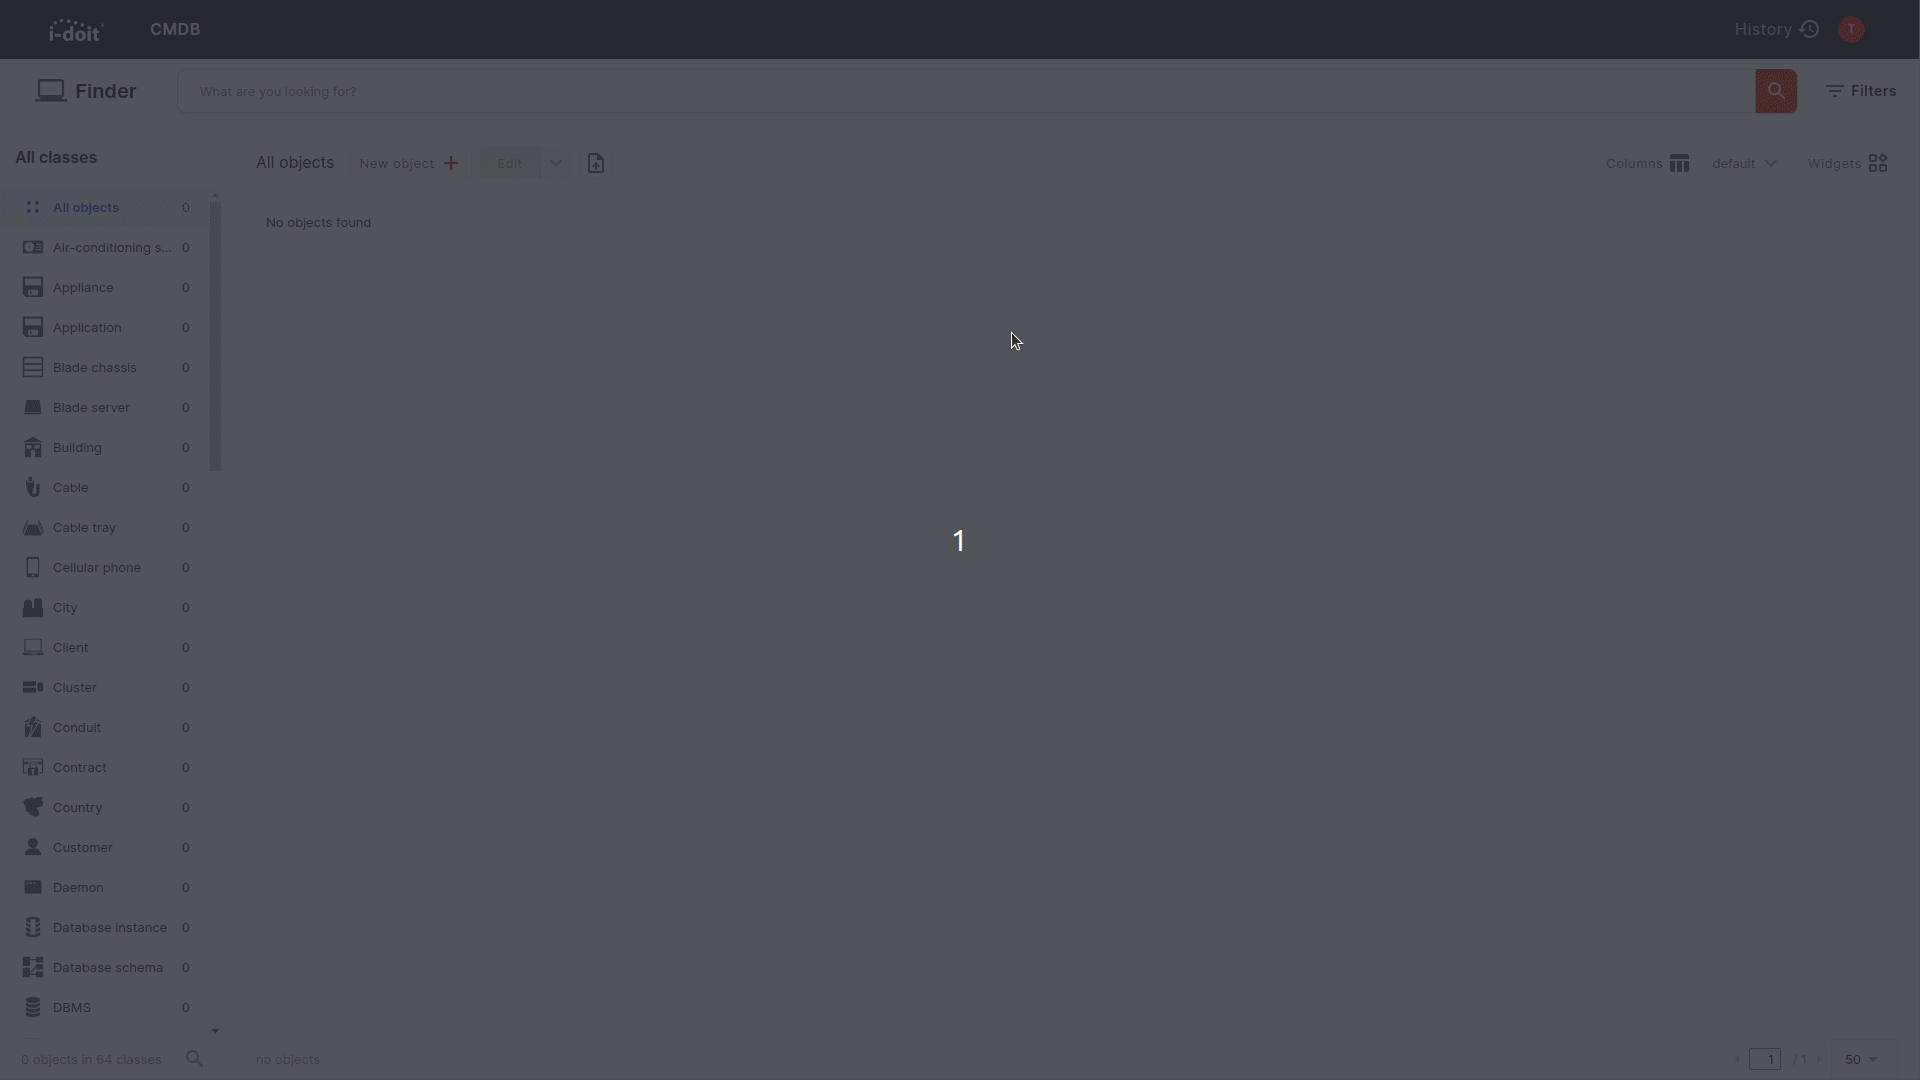 i-doit
CMDB
History
T
Finder
What are you looking for?
Filters
All classes
All objects
New object
Edit
Columns
default
Widgets
All objects 0
No objects found
Air-conditioning s... 0
Appliance 0
Application 0
Blade chassis 0
Blade server 0
Building 0
Cable 0
Cable tray 0
1
Cellular phone 0
City 0
Client 0
Cluster 0
Conduit 0
Contract 0
Country 0
Customer 0
Daemon 0
Database instance 0
Database schema 0
DBMS 0
0 objects in 64 classes
no objects
1 / 1
50